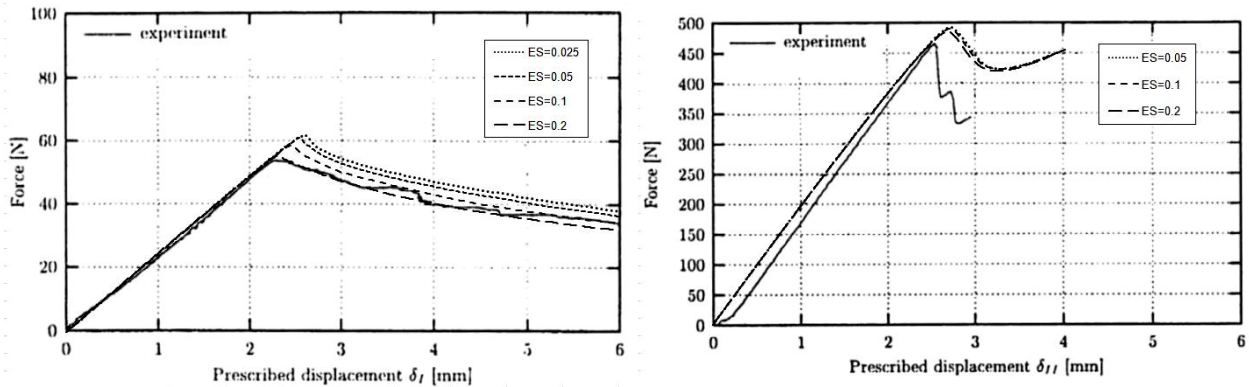 100
80
60
40
20
0
Force [N]
experiment
ES=0.025
ES=0.05
ES=0.1
ES=0.2
0 1 2 3 4 5 6
Prescribed displacement δI [mm]
500
450
400
350
300
250
200
150
100
50
0
Force [N]
experiment
ES=0.05
ES=0.1
ES=0.2
0 1 2 3 4 5 6
Prescribed displacement δII [mm]